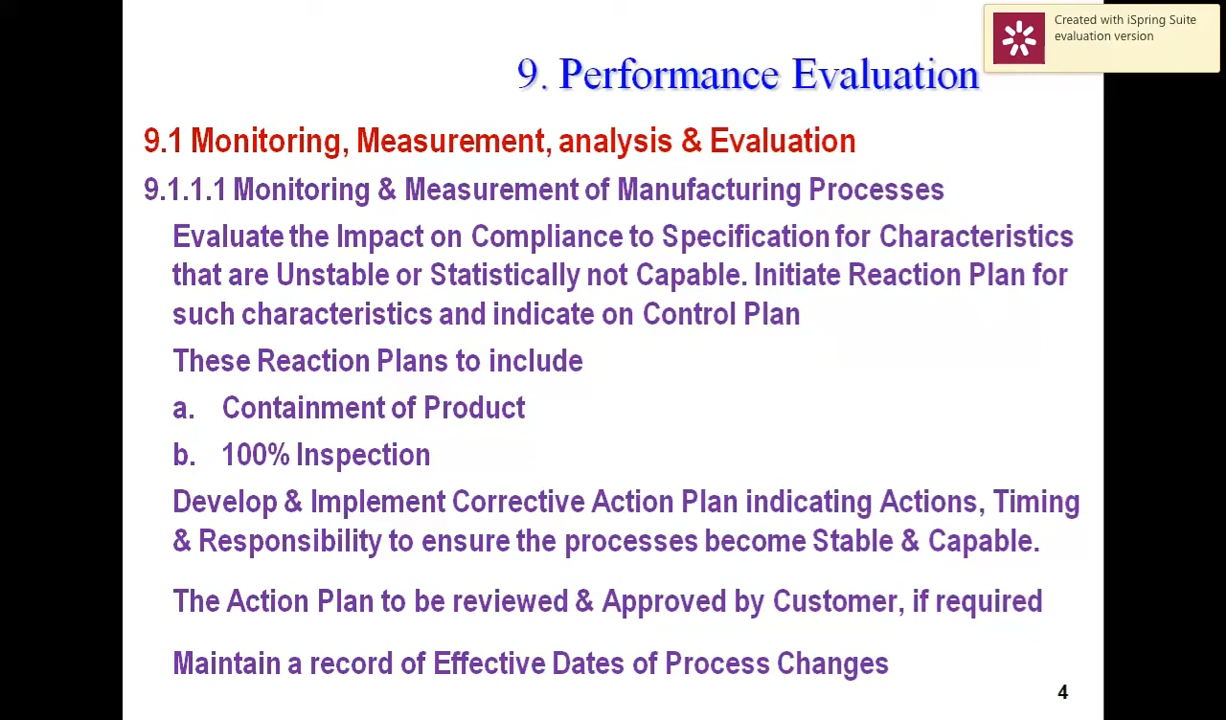 Created with iSpring Suite
evaluation version
9. Performance Evaluation
9.1 Monitoring, Measurement, analysis & Evaluation
9.1.1.1 Monitoring & Measurement of Manufacturing Processes
Evaluate the Impact on Compliance to Specification for Characteristics
that are Unstable or Statistically not Capable. Initiate Reaction Plan for
such characteristics and indicate on Control Plan
These Reaction Plans to include
a. Containment of Product
b. 100% Inspection
Develop & Implement Corrective Action Plan indicating Actions, Timing
& Responsibility to ensure the processes become Stable & Capable.
The Action Plan to be reviewed & Approved by Customer, if required
Maintain a record of Effective Dates of Process Changes
4